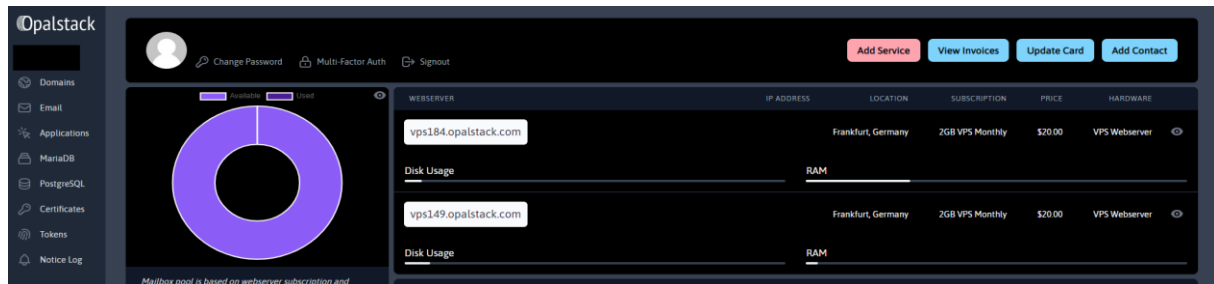 Opalstack
Domains
Email
Applications
MariaDB
PostgreSQL
Certificates
Tokens
Notice Log
Change Password Multi-Factor Auth Signout
Add Service View Invoices Update Card Add Contact
Available Used
Mailbox pool is based on webserver subscription and
WEBSERVER IP ADDRESS LOCATION SUBSCRIPTION PRICE HARDWARE
vps184.opalstack.com Frankfurt, Germany 2GB VPS Monthly $20.00 VPS Webserver
Disk Usage RAM
vps149.opalstack.com Frankfurt, Germany 2GB VPS Monthly $20.00 VPS Webserver
Disk Usage RAM